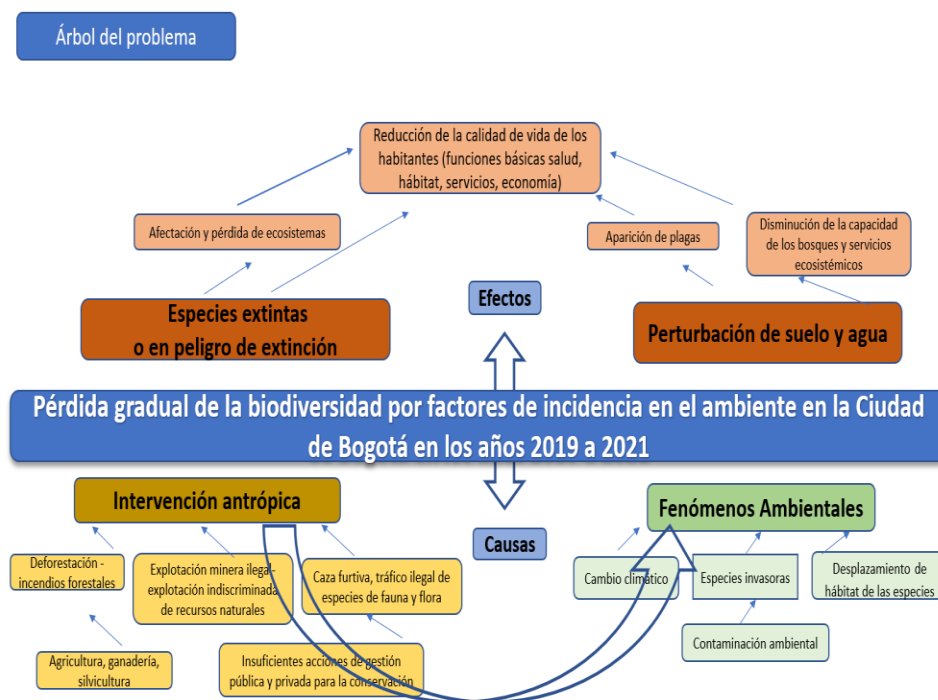 Árbol del problema
Reducción de la calidad de vida de los
habitantes (funciones básicas salud,
hábitat, servicios, economía)
Afectación y pérdida de ecosistemas
Aparición de plagas
Disminución de la capacidad
de los bosques y servicios
ecosistémicos
Especies extintas
o en peligro de extinción
Efectos
Perturbación de suelo y agua
Pérdida gradual de la biodiversidad por factores de incidencia en el ambiente en la Ciudad
de Bogotá en los años 2019 a 2021
Intervención antrópica
Fenómenos Ambientales
Causas
Deforestación -
incendios forestales
Explotación minera ilegal-
explotación indiscriminada
de recursos naturales
Caza furtiva, tráfico ilegal de
especies de fauna y flora
Cambio climático
Especies invasoras
Desplazamiento de
hábitat de las especies
Agricultura, ganadería,
silvicultura
Insuficientes acciones de gestión
pública y privada para la conservación
Contaminación ambiental